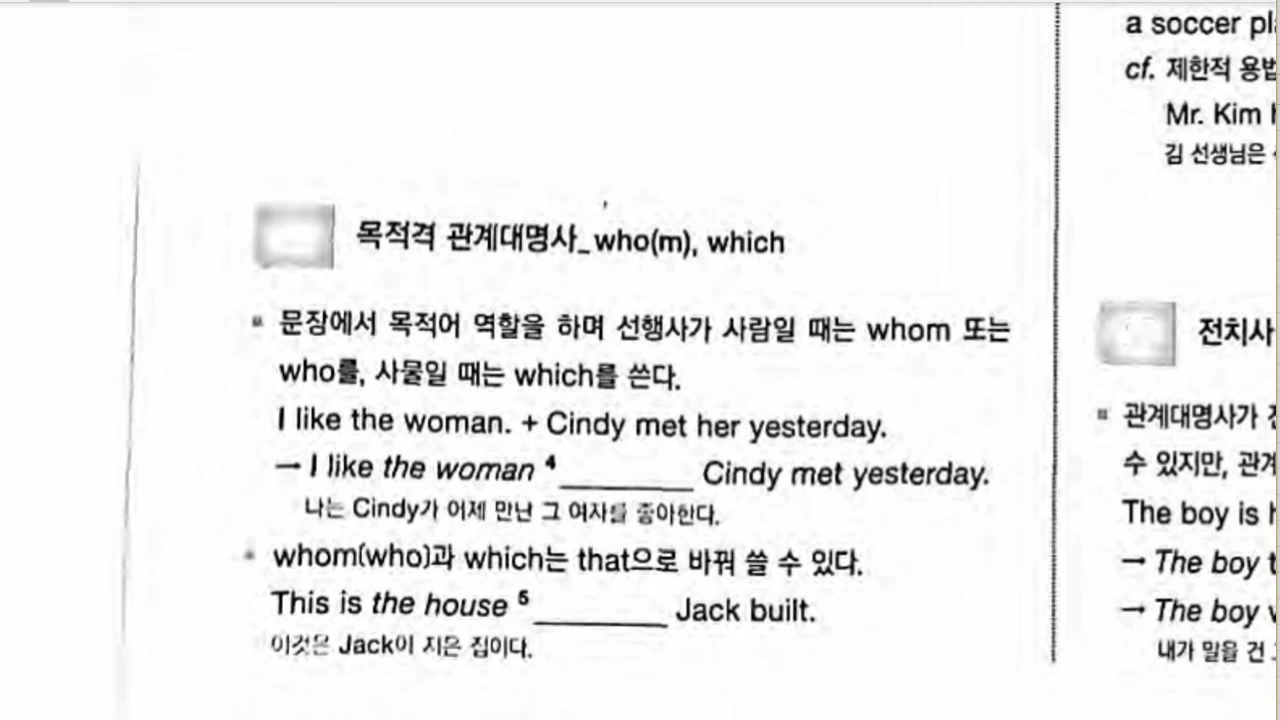 목적격 관계대명사_who(m), which
▪ 문장에서 목적어 역할을 하며 선행사가 사람일 때는 whom 또는
who를, 사물일 때는 which를 쓴다.
I like the woman. + Cindy met her yesterday.
→ I like the woman ⁴ ________ Cindy met yesterday.
나는 Cindy가 어제 만난 그 여자를 좋아한다.
▪ whom(who)과 which는 that으로 바꿔 쓸 수 있다.
This is the house ⁵ ________ Jack built.
이것은 Jack이 지은 집이다.
a soccer
cf. 제한적
Mr. Kim
김 선생님은
전치사
▪ 관계대명사가
수 있지만,
The boy is
→ The boy
→ The boy
내가 말을 건